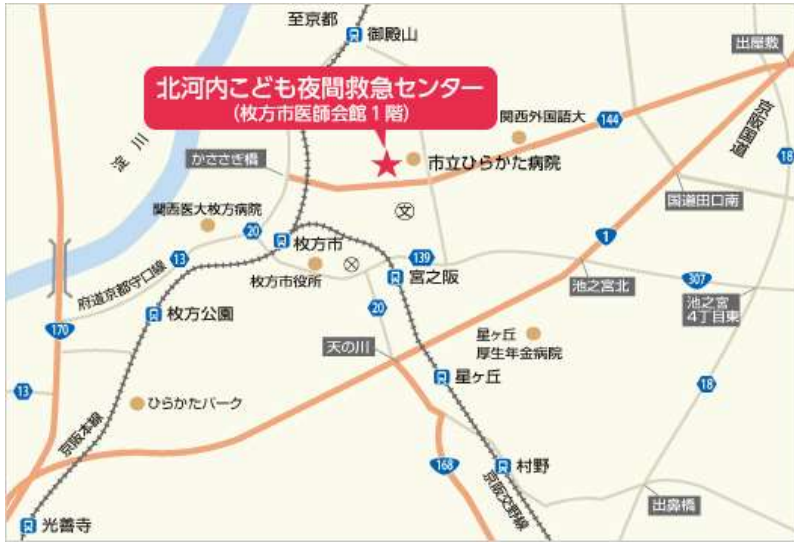 至京都
御殿山
出屋敷
北河内こども夜間救急センター
(枚方市医師会館1階)
関西外国語大
144
京阪国道
淀川
かささぎ橋
市立ひらかた病院
18
国道田口南
関西医大枚方病院
文
20
1
枚方市
13
139
府道京都守口線
枚方市役所
宮之阪
池之宮北
307
枚方公園
20
池之宮
4丁目東
170
天の川
星ヶ丘
厚生年金病院
星ヶ丘
13
18
ひらかたパーク
京阪本線
168
村野
京阪交野線
出鼻橋
光善寺